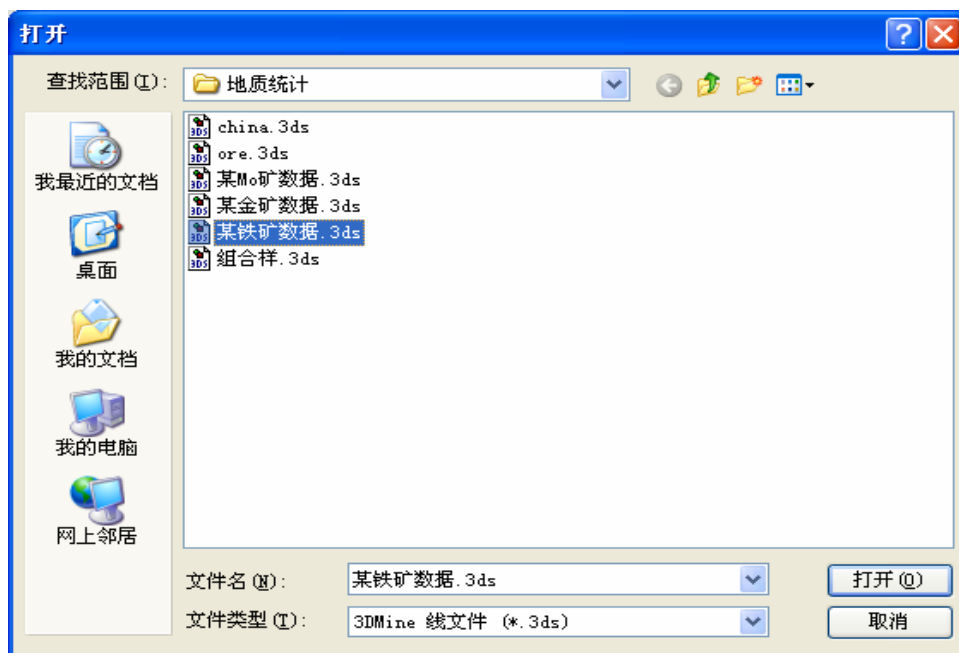 打开
查找范围(I): 地质统计
china.3ds
ore.3ds
某Mo矿数据.3ds
某金矿数据.3ds
某铁矿数据.3ds
组合样.3ds
我最近的文档
桌面
我的文档
我的电脑
网上邻居
文件名(N): 某铁矿数据.3ds 打开(O)
文件类型(T): 3DMine 线文件 (*.3ds) 取消